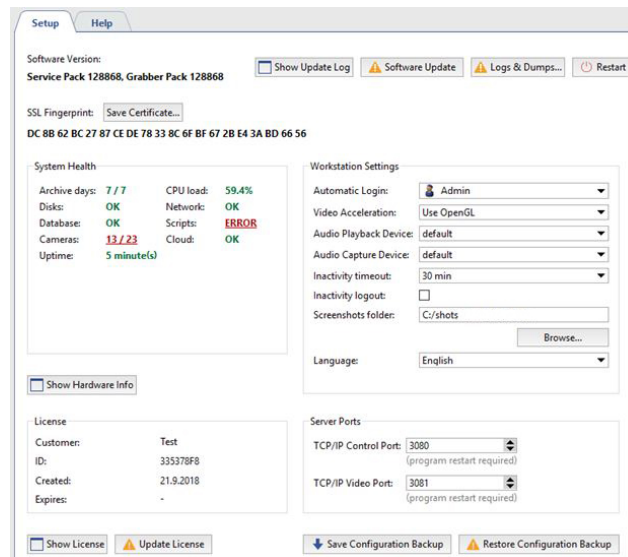 Setup Help
Software Version:
Service Pack 128868, Grabber Pack 128868
Show Update Log Software Update Logs & Dumps... Restart
SSL Fingerprint: Save Certificate...
DC 8B 62 BC 27 87 CE DE 78 33 8C 6F BF 67 2B E4 3A BD 66 56
System Health
Archive days: 7 / 7 CPU load: 59.4%
Disks: OK Network: OK
Database: OK Scripts: ERROR
Cameras: 13 / 23 Cloud: OK
Uptime: 5 minute(s)
Show Hardware Info
Workstation Settings
Automatic Login: Admin
Video Acceleration: Use OpenGL
Audio Playback Device: default
Audio Capture Device: default
Inactivity timeout: 30 min
Inactivity logout:
Screenshots folder: C:/shots
Browse...
Language: English
License
Customer: Test
ID: 335378F8
Created: 21.9.2018
Expires: -
Show License Update License
Server Ports
TCP/IP Control Port: 3080
(program restart required)
TCP/IP Video Port: 3081
(program restart required)
Save Configuration Backup Restore Configuration Backup